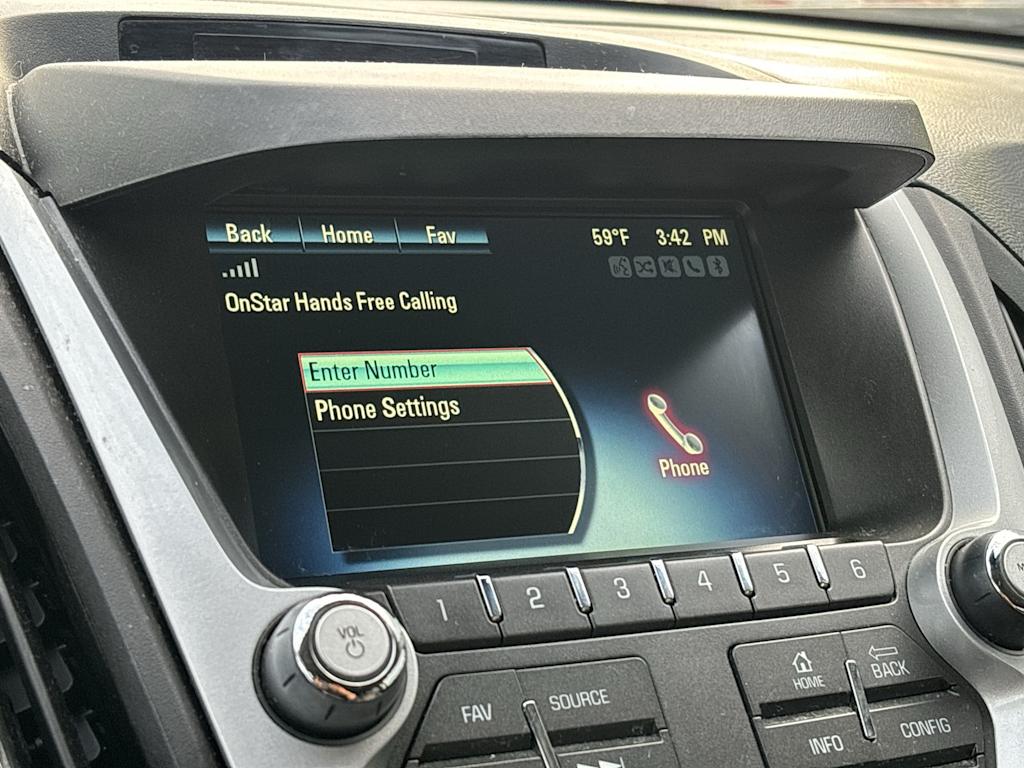 Back Home Fav 59°F 3:42 PM
OnStar Hands Free Calling
Enter Number
Phone Settings
Phone
1 2 3 4 5 6
VOL
FAV SOURCE
HOME BACK
INFO CONFIG